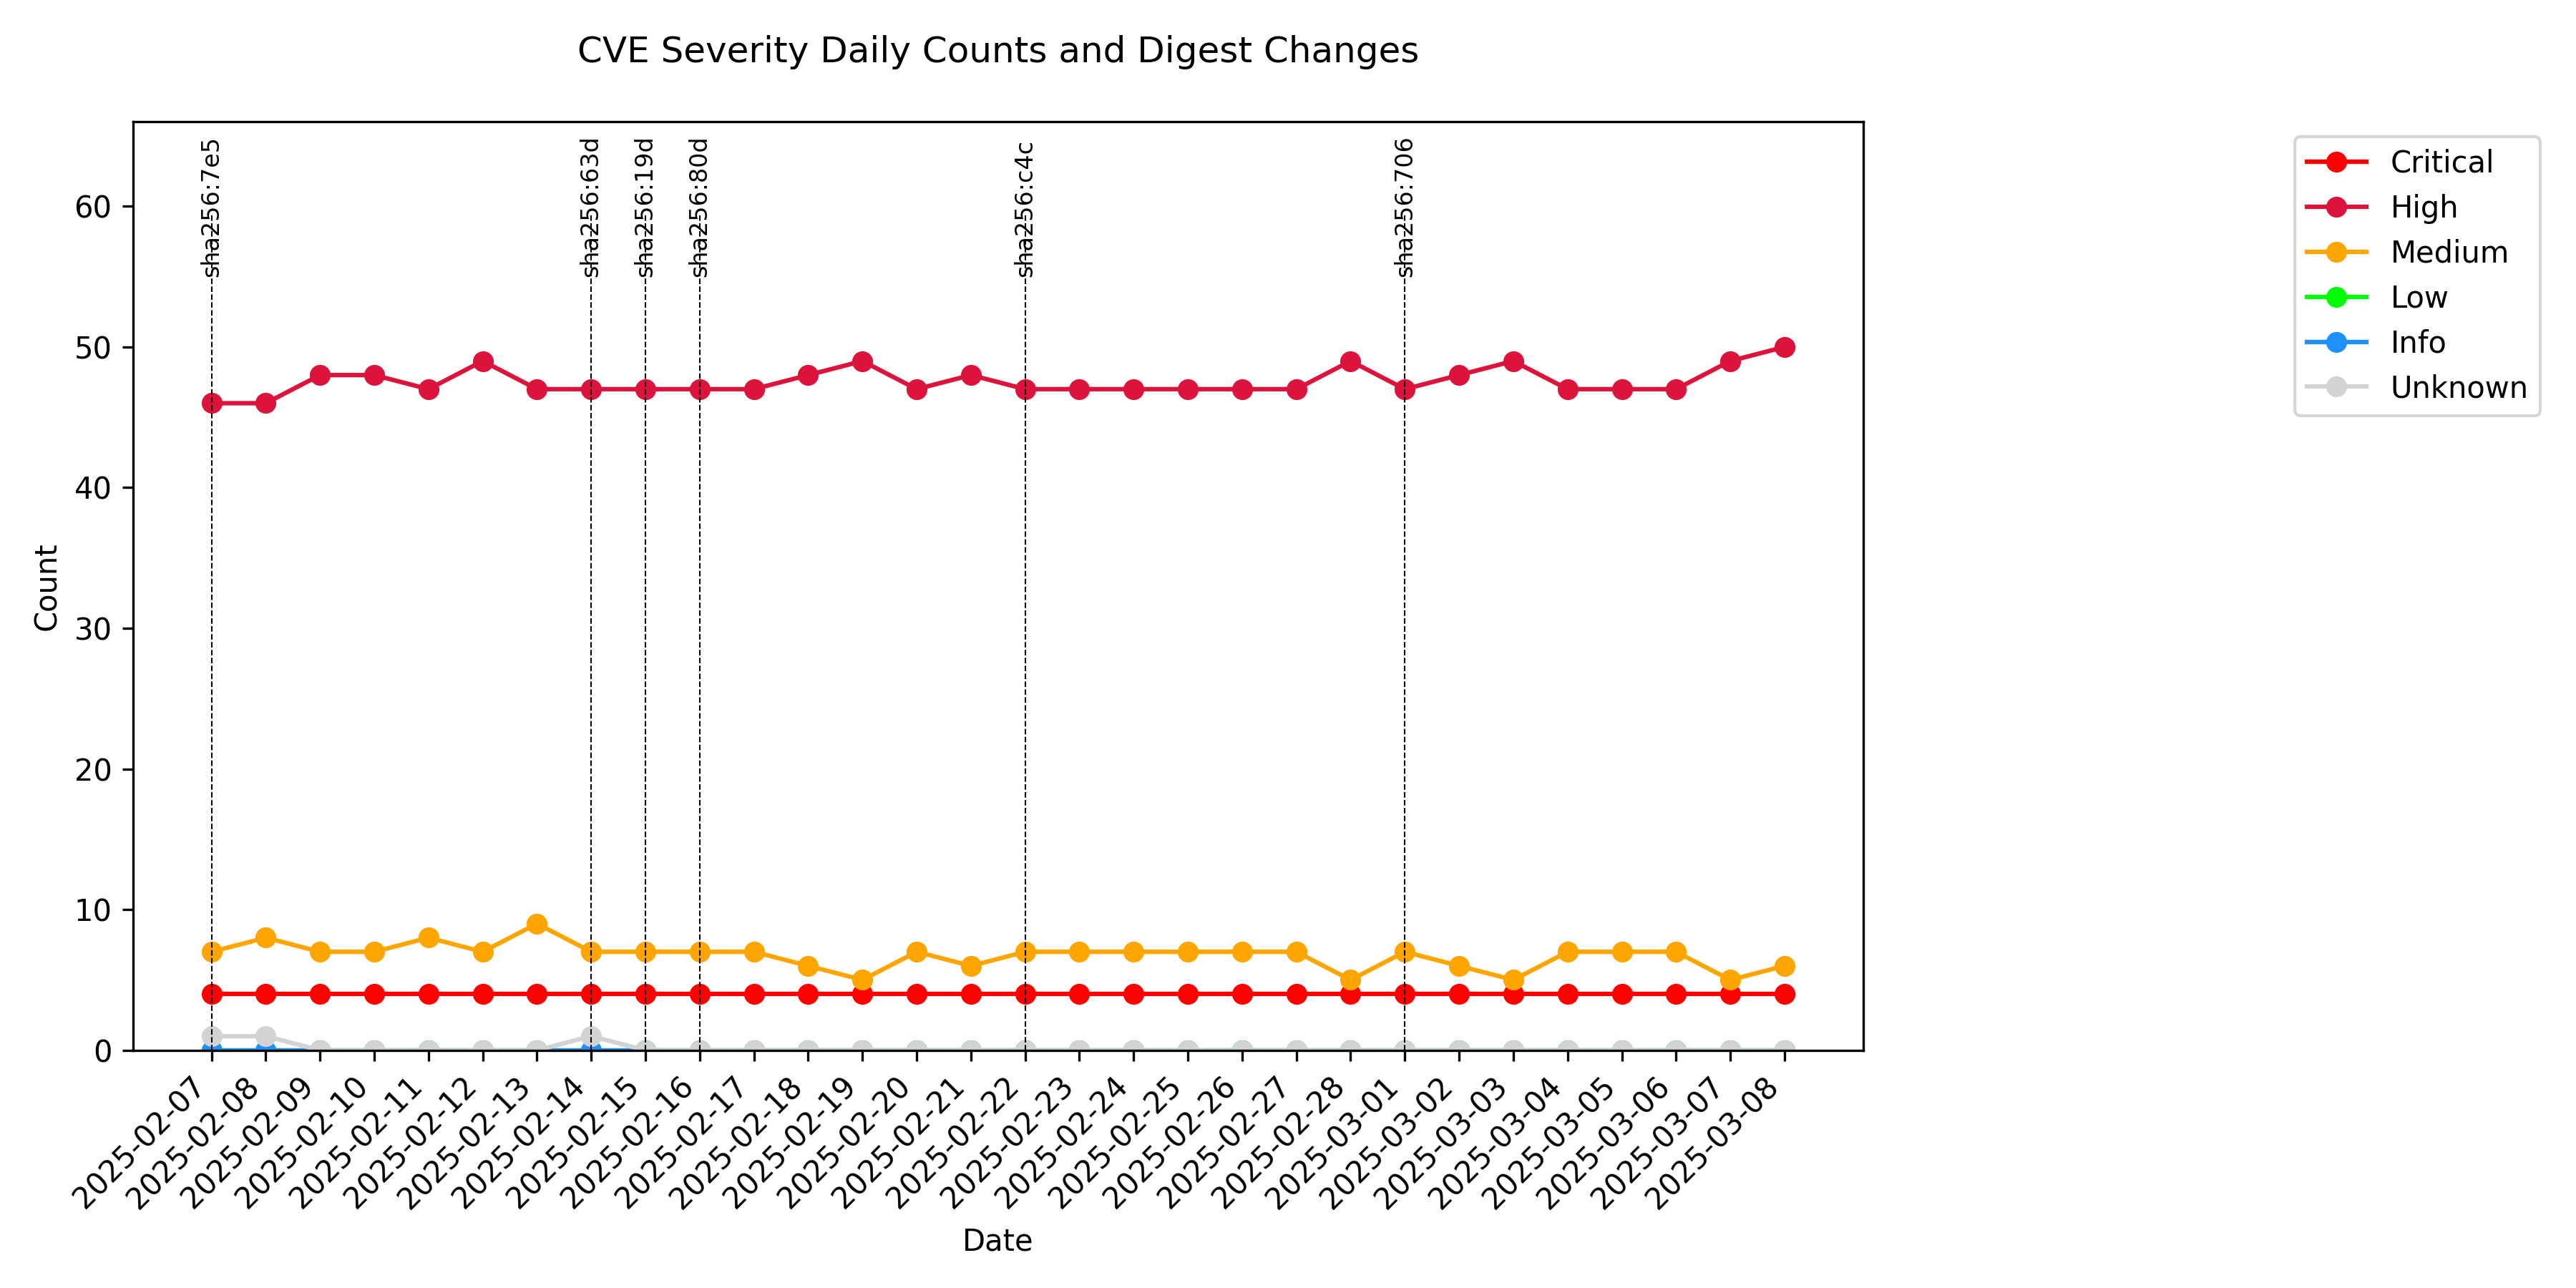 CVE Severity Daily Counts and Digest Changes
sha256:7e5
sha256:63d
sha256:19d
sha256:80d
sha256:c4c
sha256:706
Critical
High
Medium
Low
Info
Unknown
60
50
40
30
20
10
0
Count
2025-02-07
2025-02-08
2025-02-09
2025-02-10
2025-02-11
2025-02-12
2025-02-13
2025-02-14
2025-02-15
2025-02-16
2025-02-17
2025-02-18
2025-02-19
2025-02-20
2025-02-21
2025-02-22
2025-02-23
2025-02-24
2025-02-25
2025-02-26
2025-02-27
2025-02-28
2025-03-01
2025-03-02
2025-03-03
2025-03-04
2025-03-05
2025-03-06
2025-03-07
2025-03-08
Date